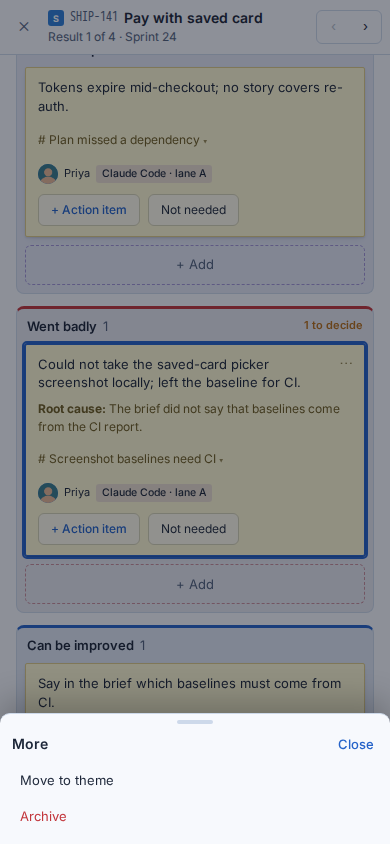 × S SHIP-141 Pay with saved card ‹ ›
Result 1 of 4 · Sprint 24
Tokens expire mid-checkout; no story covers re-
auth.
# Plan missed a dependency ▾
Priya Claude Code · lane A
+ Action item Not needed
+ Add
Went badly 1 1 to decide
Could not take the saved-card picker ...
screenshot locally; left the baseline for CI.
Root cause: The brief did not say that baselines come
from the CI report.
# Screenshot baselines need CI ▾
Priya Claude Code · lane A
+ Action item Not needed
+ Add
Can be improved 1
Say in the brief which baselines must come from
CI.
More Close
Move to theme
Archive